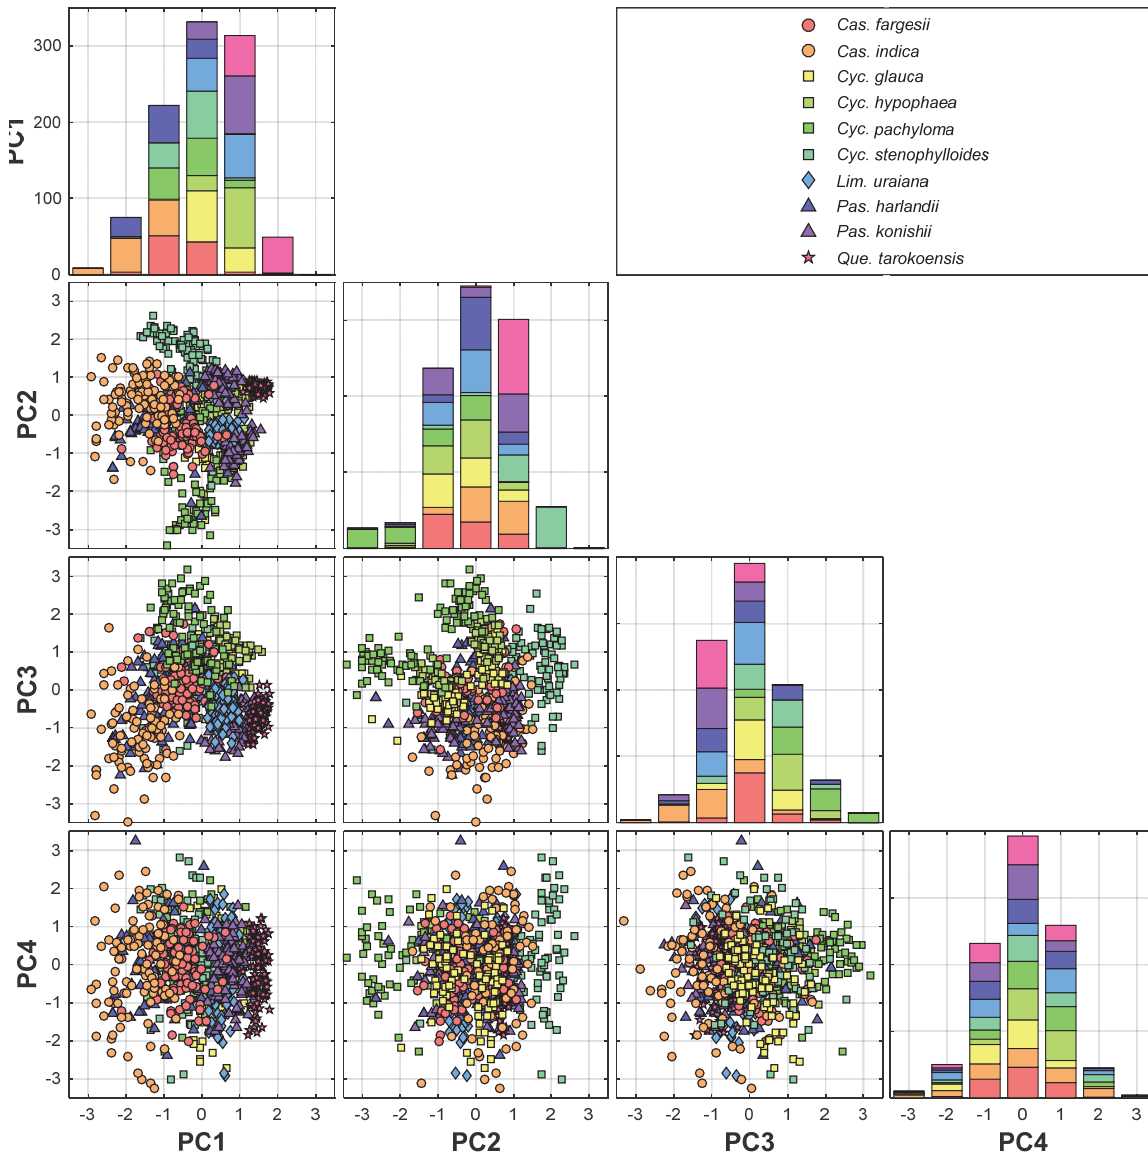 Cas. fargesii
Cas. indica
Cyc. glauca
Cyc. hypophaea
Cyc. pachyloma
Cyc. stenophylloides
Lim. uraiana
Pas. harlandii
Pas. konishii
Que. tarokoensis
PC1
300
200
100
0
PC2
3
2
1
0
-1
-2
-3
PC3
3
2
1
0
-1
-2
-3
PC4
3
2
1
0
-1
-2
-3
-3 -2 -1 0 1 2 3
-3 -2 -1 0 1 2 3
-3 -2 -1 0 1 2 3
-3 -2 -1 0 1 2 3
PC1 PC2 PC3 PC4